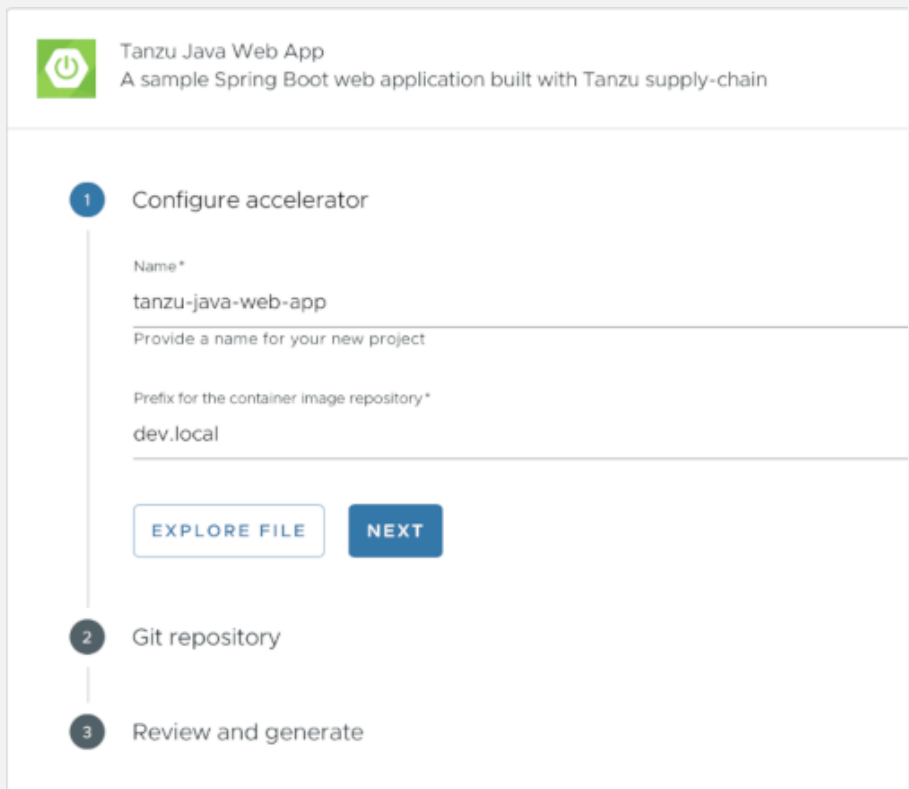 Tanzu Java Web App
A sample Spring Boot web application built with Tanzu supply-chain
1 Configure accelerator
Name*
tanzu-java-web-app
Provide a name for your new project
Prefix for the container image repository*
dev.local
EXPLORE FILE NEXT
2 Git repository
3 Review and generate